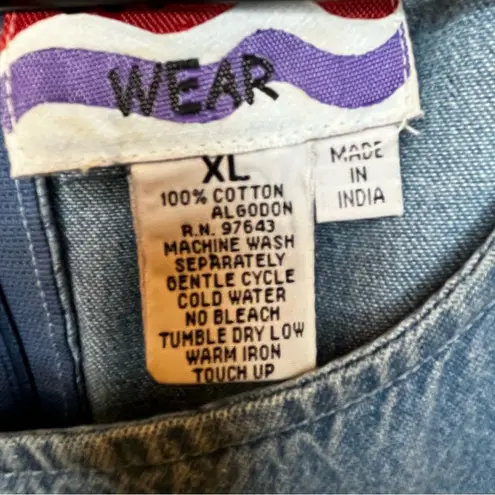 WEAR
XL
100% COTTON
ALGODON
R.N. 97643
MACHINE WASH
SEPARATELY
GENTLE CYCLE
COLD WATER
NO BLEACH
TUMBLE DRY LOW
WARM IRON
TOUCH UP
MADE
IN
INDIA